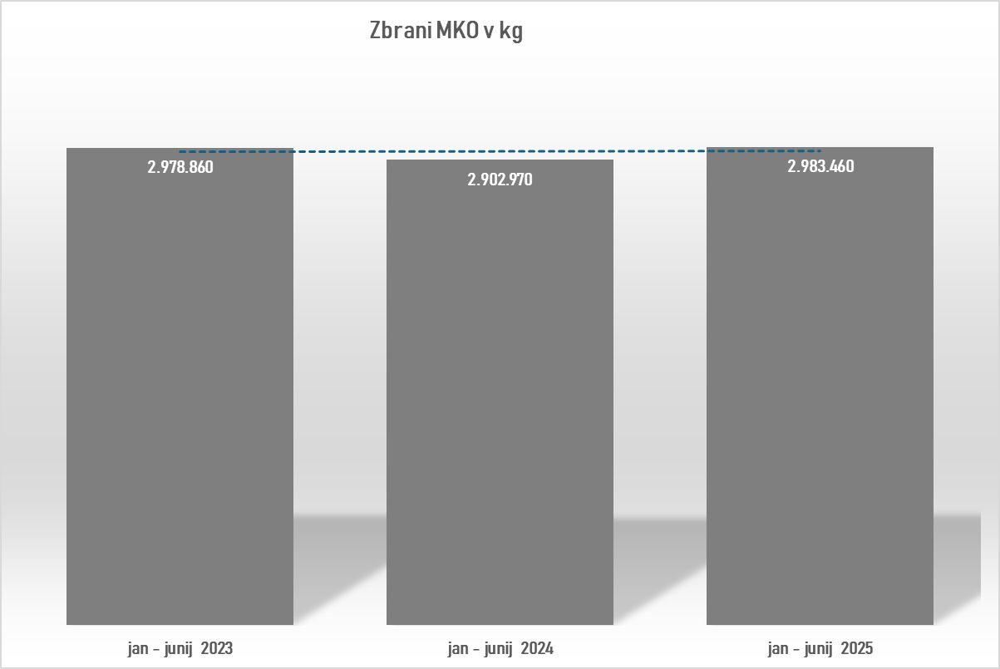 Zbrani MKO v kg
2.978.860
2.902.970
2.983.460
jan - junij 2023
jan - junij 2024
jan - junij 2025